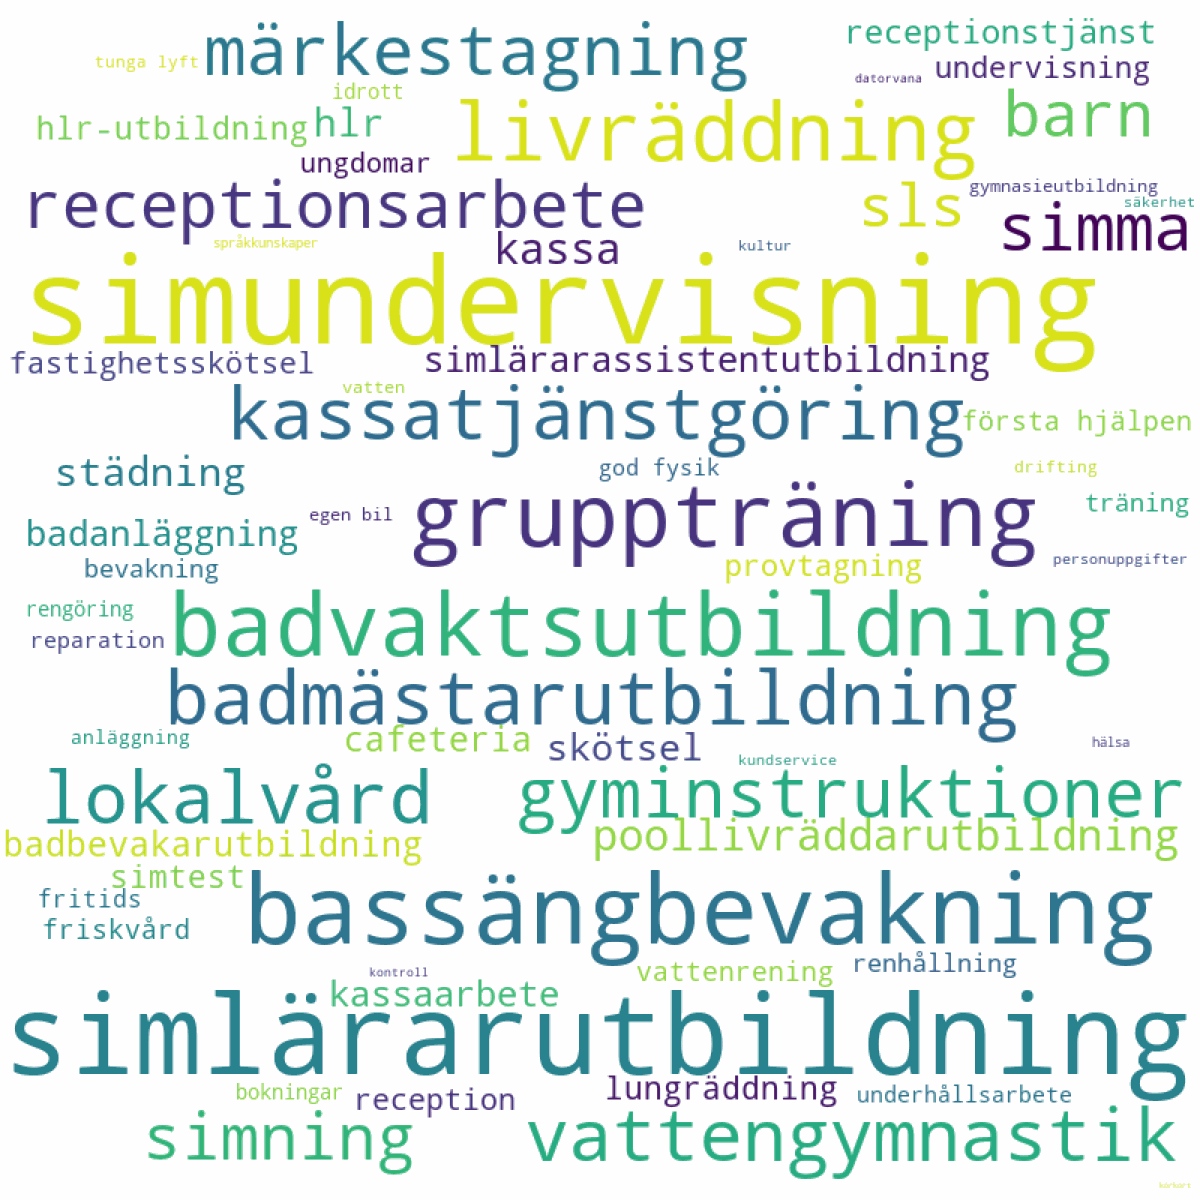 märkestagning
receptionstjänst
tunga lyft
undervisning
datorvana
idrott
hlr-utbildning
hlr
livräddning
barn
ungdomar
receptionsarbete
sls
gymnasieutbildning
säkerhet
simma
kassa
språkkunskaper
kultur
simundervisning
fastighetsskötsel
simlärarassistentutbildning
vatten
kassatjänstgöring
första hjälpen
städning
god fysik
drifting
gruppträning
träning
egen bil
badanläggning
bevakning
provtagning
personuppgifter
rengöring
badvaktsutbildning
reparation
badmästarutbildning
anläggning
cafeteria
skötsel
hälsa
kundservice
lokalvård
gyminstruktioner
badbevakarutbildning
poollivräddarutbildning
simtest
fritids
bassängbevakning
friskvård
kontroll
vattenrening
renhållning
kassaarbete
simlärarutbildning
bokningar
reception
lungräddning
underhållsarbete
simning
vattengymnastik